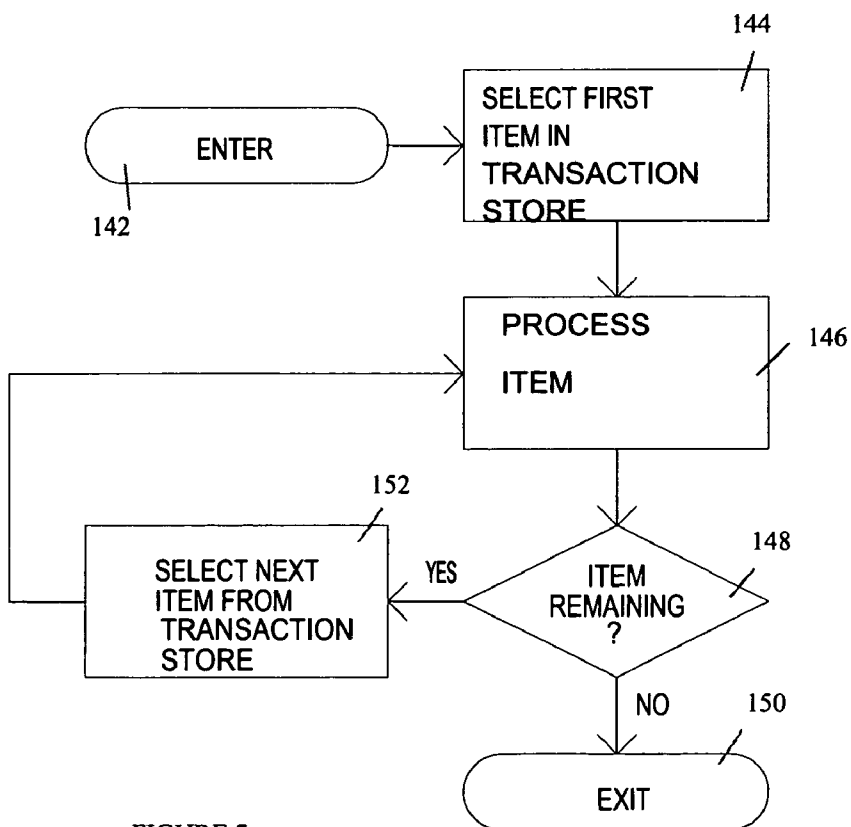 144
SELECT FIRST
ITEM IN
TRANSACTION
STORE
ENTER
142
PROCESS
ITEM
146
152
SELECT NEXT
ITEM FROM
TRANSACTION
STORE
YES
ITEM
REMAINING
?
148
NO
150
EXIT